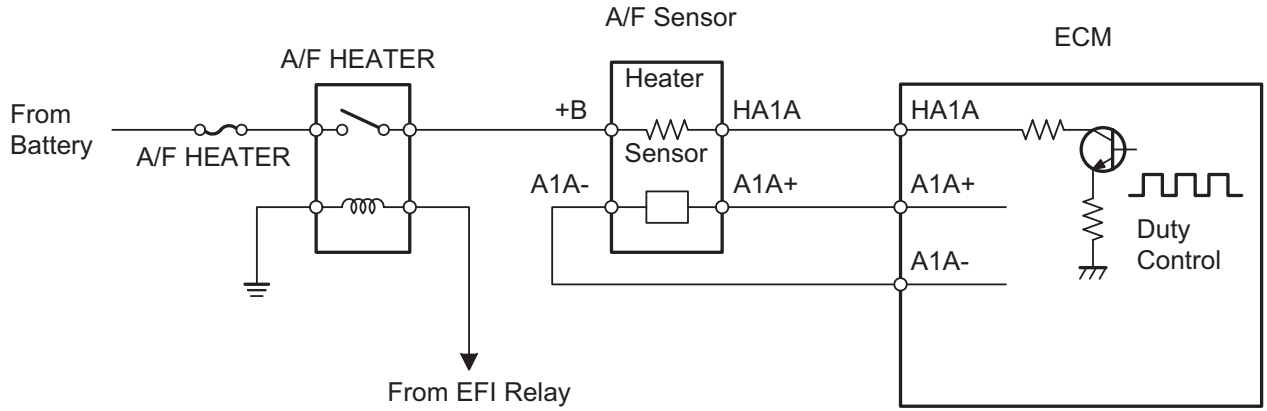 A/F Sensor
ECM
A/F HEATER
Heater
From
Battery
+B
HA1A
HA1A
A/F HEATER
Sensor
A1A-
A1A+
A1A+
Duty
Control
A1A-
From EFI Relay